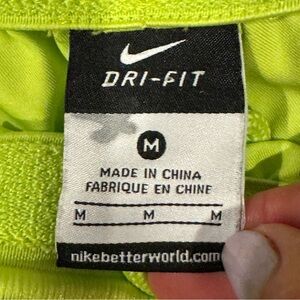 DRI-FIT
M
MADE IN CHINA
FABRIQUE EN CHINE
M M M
nikebetterworld.com